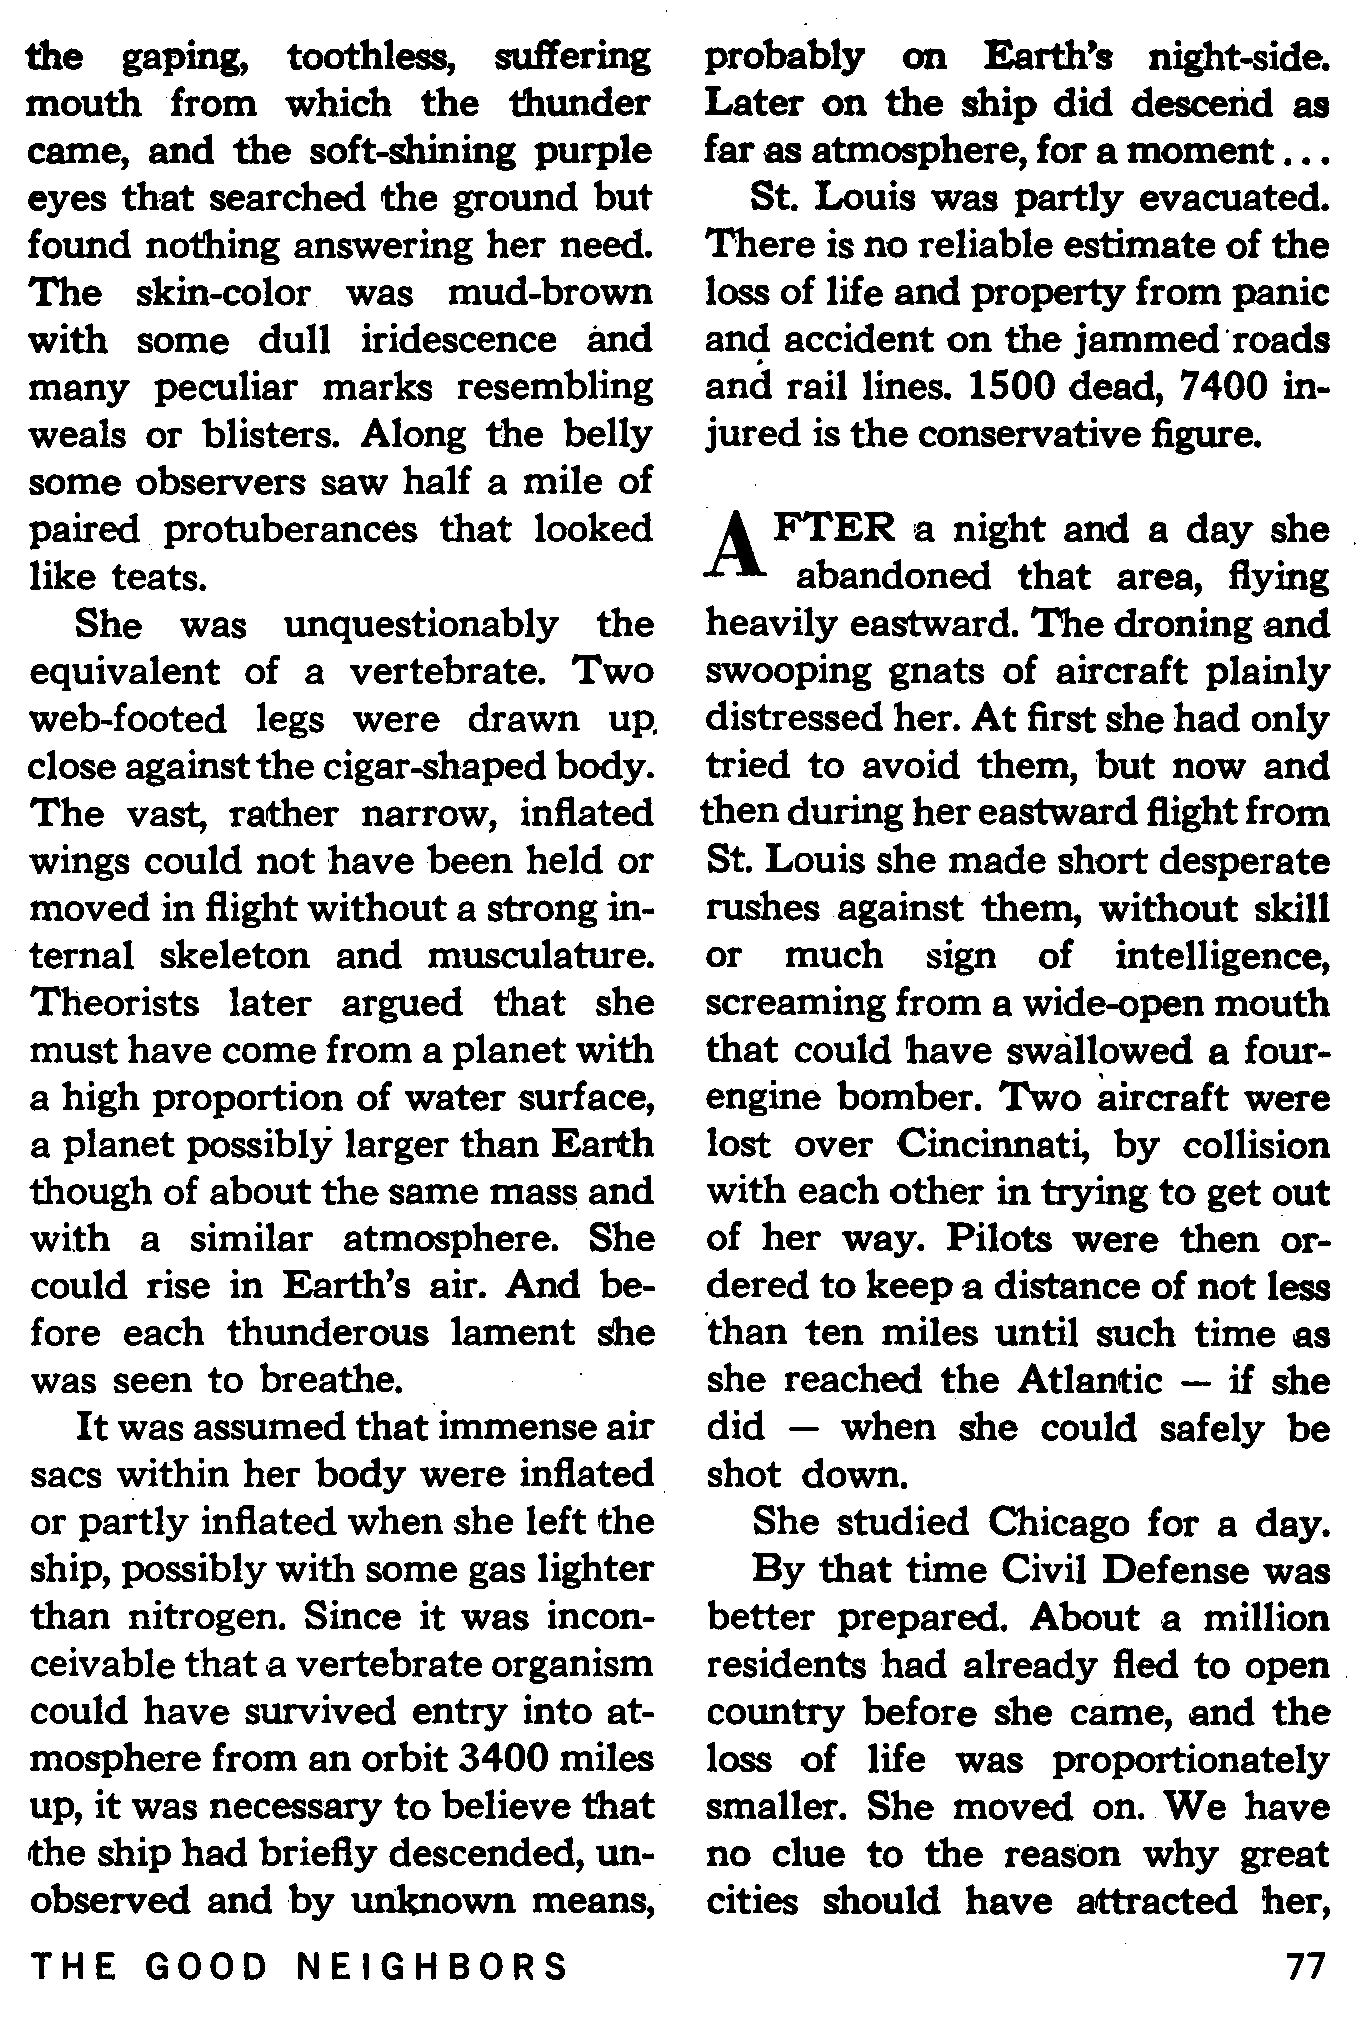 the gaping, toothless, suffering
mouth from which the thunder
came, and the soft-shining purple
eyes that searched the ground but
found nothing answering her need.
The skin-color was mud-brown
with some dull iridescence and
many peculiar marks resembling
weals or blisters. Along the belly
some observers saw half a mile of
paired protuberances that looked
like teats.
She was unquestionably the
equivalent of a vertebrate. Two
web-footed legs were drawn up
close against the cigar-shaped body.
The vast, rather narrow, inflated
wings could not have been held or
moved in flight without a strong in-
ternal skeleton and musculature.
Theorists later argued that she
must have come from a planet with
a high proportion of water surface,
a planet possibly larger than Earth
though of about the same mass and
with a similar atmosphere. She
could rise in Earth's air. And be-
fore each thunderous lament she
was seen to breathe.
It was assumed that immense air
sacs within her body were inflated
or partly inflated when she left the
ship, possibly with some gas lighter
than nitrogen. Since it was incon-
ceivable that a vertebrate organism
could have survived entry into at-
mosphere from an orbit 3400 miles
up, it was necessary to believe that
the ship had briefly descended, un-
observed and by unknown means,
probably on Earth's night-side.
Later on the ship did descend as
far as atmosphere, for a moment...
St. Louis was partly evacuated.
There is no reliable estimate of the
loss of life and property from panic
and accident on the jammed roads
and rail lines. 1500 dead, 7400 in-
jured is the conservative figure.
AFTER a night and a day she
abandoned that area, flying
heavily eastward. The droning and
swooping gnats of aircraft plainly
distressed her. At first she had only
tried to avoid them, but now and
then during her eastward flight from
St. Louis she made short desperate
rushes against them, without skill
or much sign of intelligence,
screaming from a wide-open mouth
that could have swallowed a four-
engine bomber. Two aircraft were
lost over Cincinnati, by collision
with each other in trying to get out
of her way. Pilots were then or-
dered to keep a distance of not less
than ten miles until such time as
she reached the Atlantic — if she
did — when she could safely be
shot down.
She studied Chicago for a day.
By that time Civil Defense was
better prepared. About a million
residents had already fled to open
country before she came, and the
loss of life was proportionately
smaller. She moved on. We have
no clue to the reason why great
cities should have attracted her,
THE GOOD NEIGHBORS
77